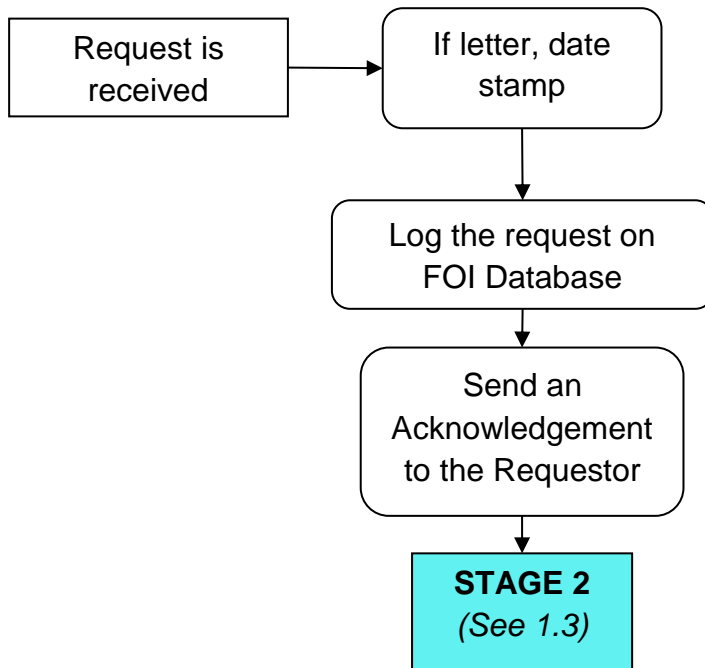 Request is
received
If letter, date
stamp
Log the request on
FOI Database
Send an
Acknowledgement
to the Requestor
STAGE 2
(See 1.3)